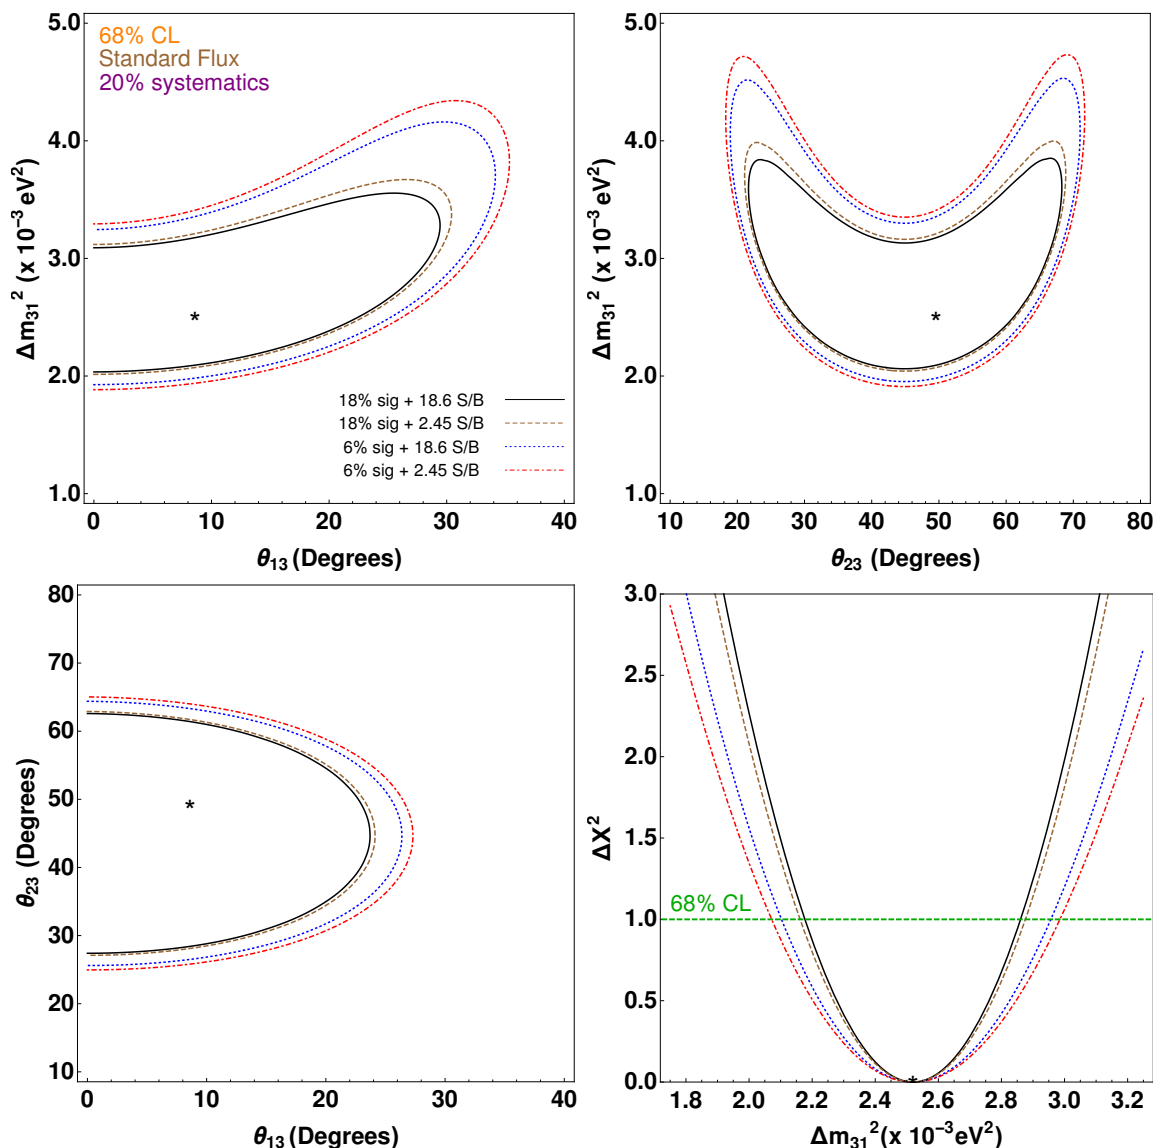 68% CL
Standard Flux
20% systematics
5.0
4.0
3.0
2.0
1.0
Δm₃₁² (x 10⁻³ eV²)
18% sig + 18.6 S/B
18% sig + 2.45 S/B
6% sig + 18.6 S/B
6% sig + 2.45 S/B
0 10 20 30 40
θ₁₃ (Degrees)
5.0
4.0
3.0
2.0
1.0
Δm₃₁² (x 10⁻³ eV²)
*
10 20 30 40 50 60 70 80
θ₂₃ (Degrees)
80
70
60
50
40
30
20
10
θ₂₃ (Degrees)
*
0 10 20 30 40
θ₁₃ (Degrees)
3.0
2.5
2.0
1.5
1.0
0.5
0.0
ΔX²
68% CL
1.8 2.0 2.2 2.4 2.6 2.8 3.0 3.2
Δm₃₁² (x 10⁻³ eV²)